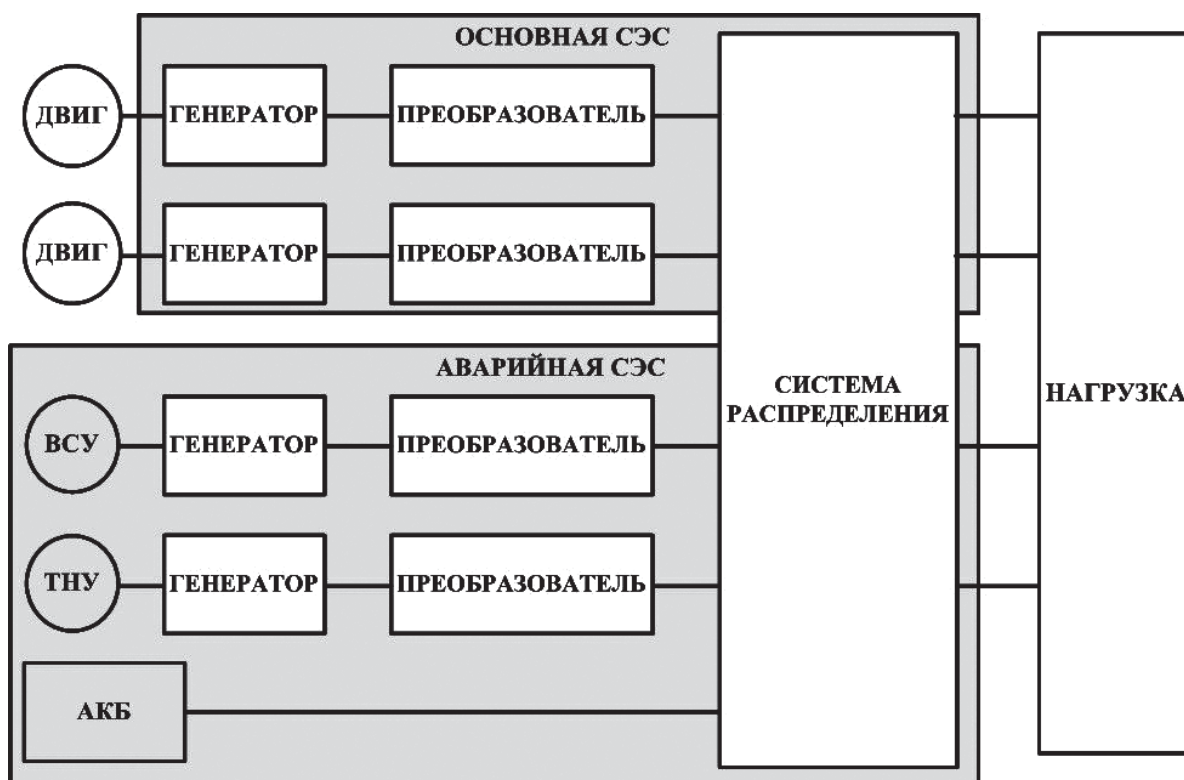 ОСНОВНАЯ СЭС
ДВИГ
ГЕНЕРАТОР
ПРЕОБРАЗОВАТЕЛЬ
ДВИГ
ГЕНЕРАТОР
ПРЕОБРАЗОВАТЕЛЬ
АВАРИЙНАЯ СЭС
ВСУ
ГЕНЕРАТОР
ПРЕОБРАЗОВАТЕЛЬ
ТНУ
ГЕНЕРАТОР
ПРЕОБРАЗОВАТЕЛЬ
АКБ
СИСТЕМА
РАСПРЕДЕЛЕНИЯ
НАГРУЗКА